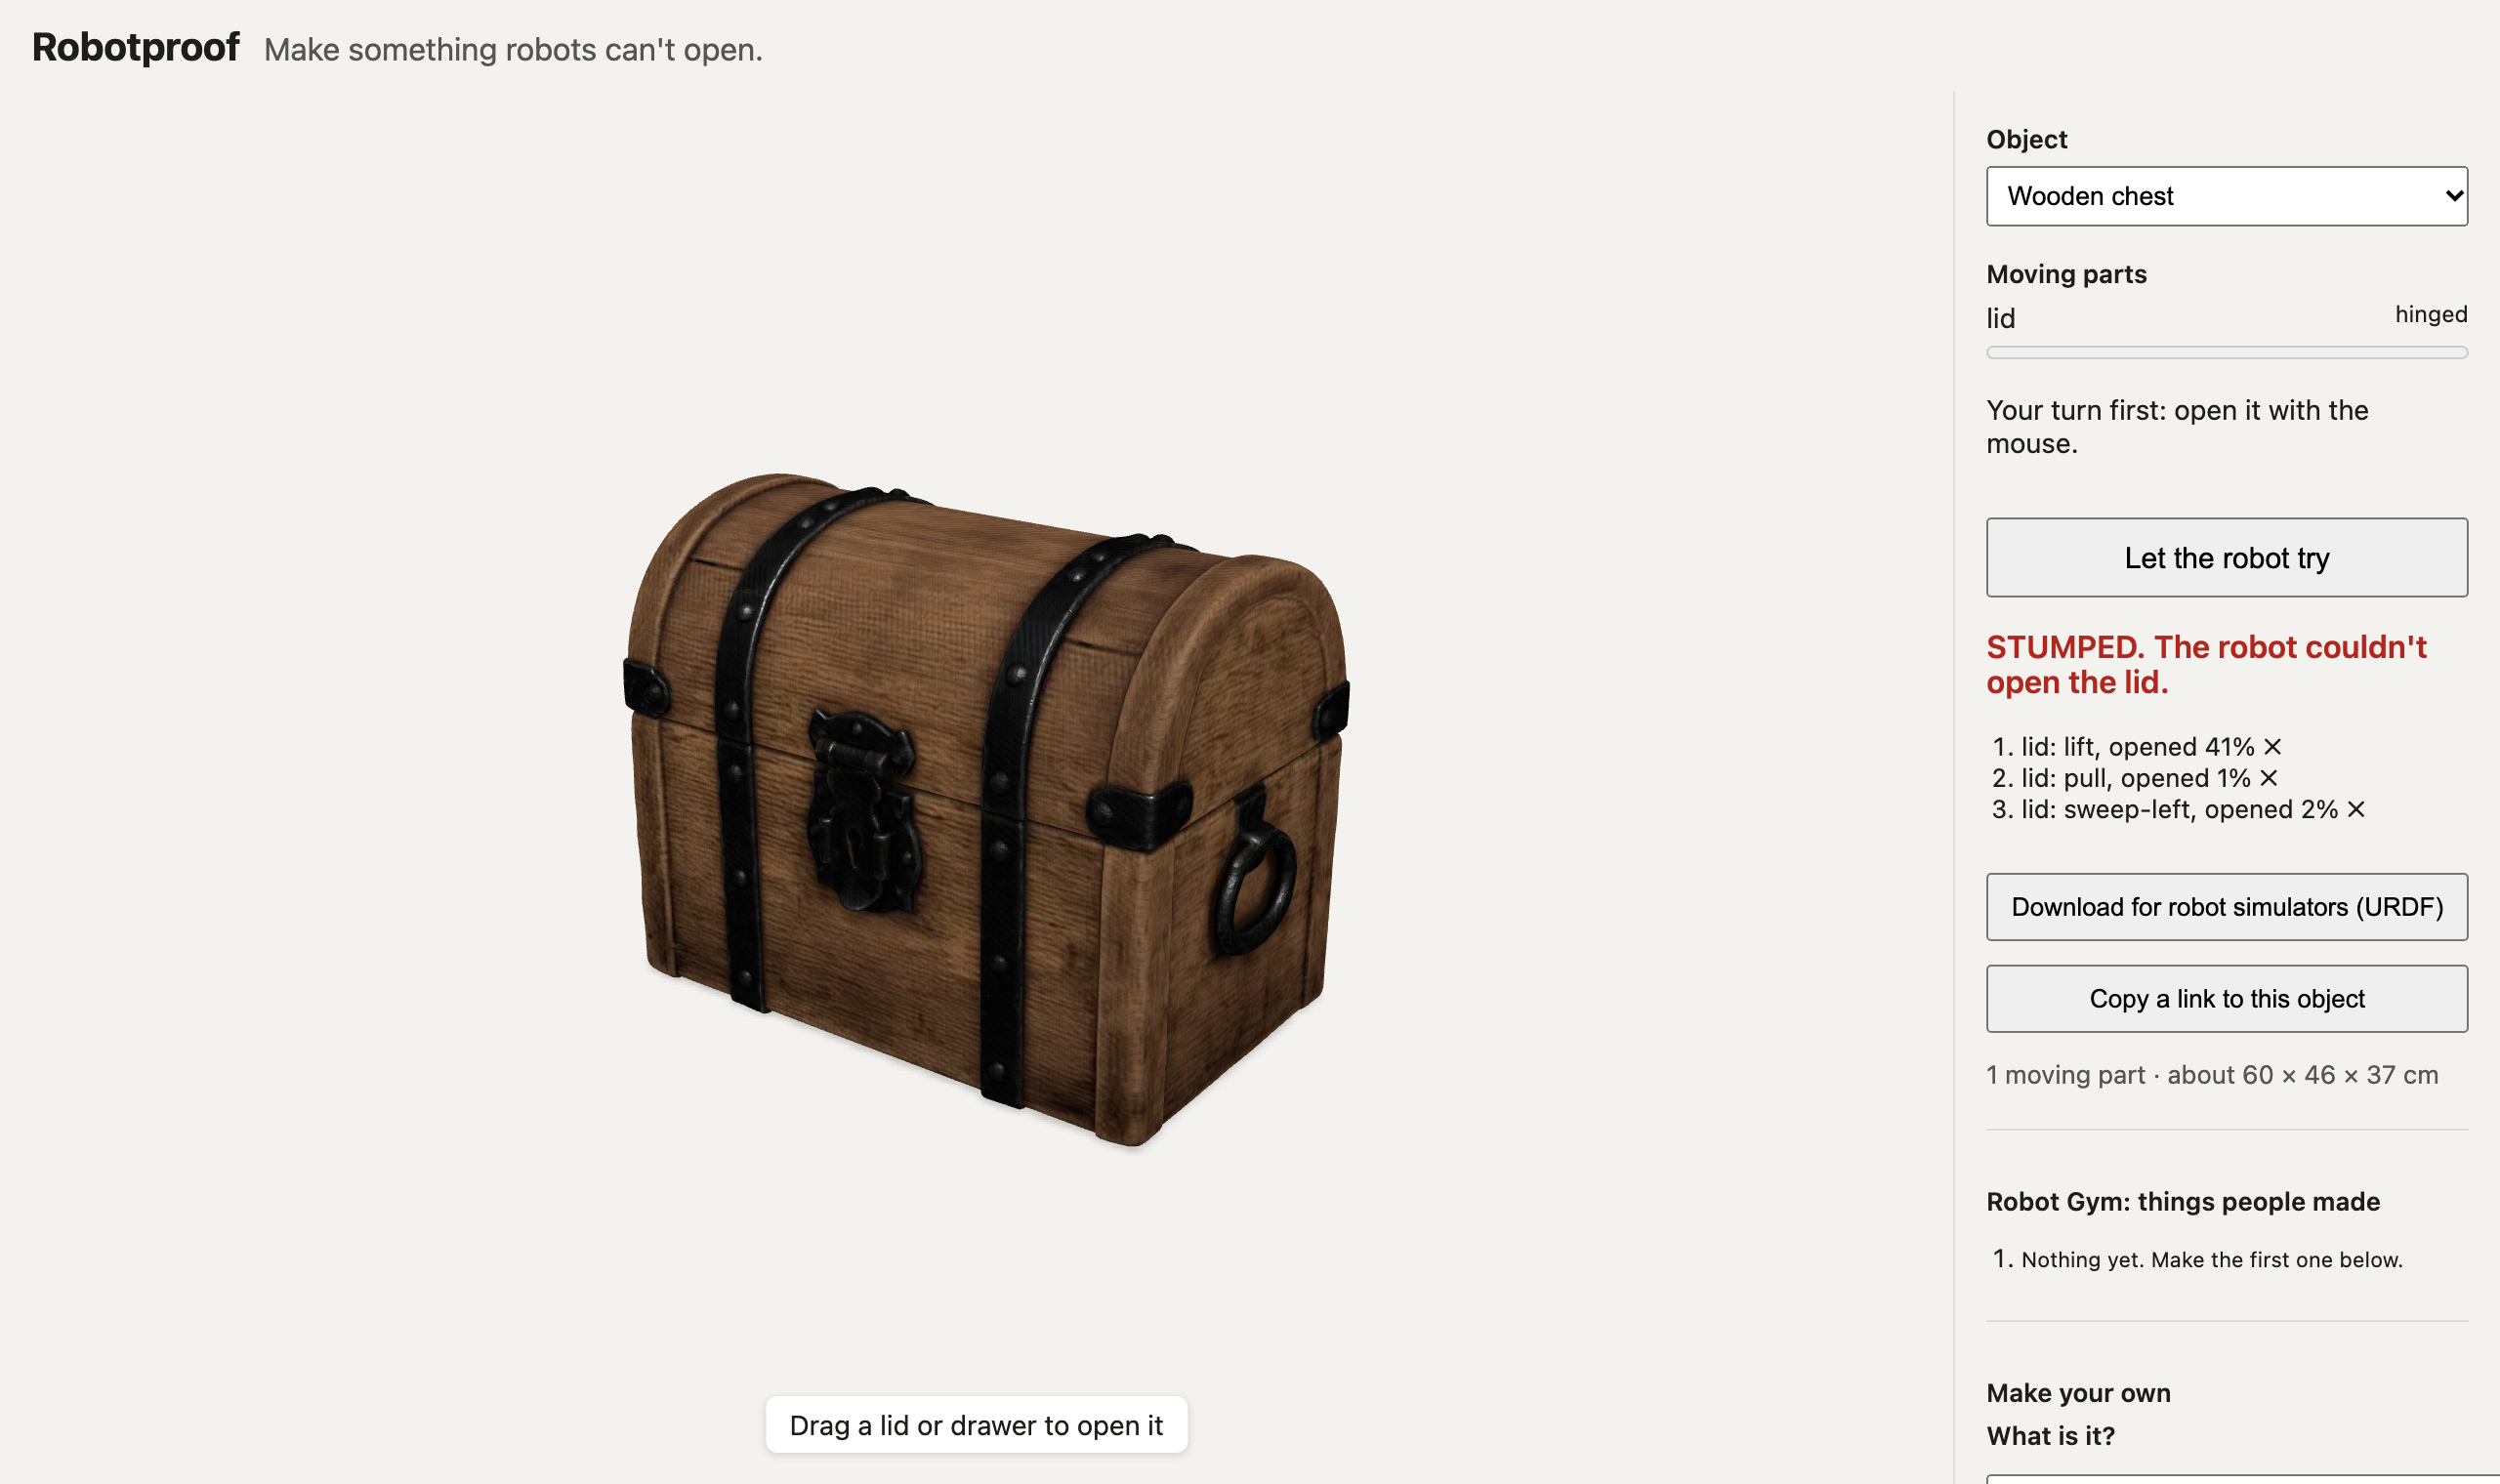 Robotproof Make something robots can't open.
Object
Wooden chest
Moving parts
lid hinged
Your turn first: open it with the
mouse.
Let the robot try
STUMPED. The robot couldn't
open the lid.
1. lid: lift, opened 41% ✕
2. lid: pull, opened 1% ✕
3. lid: sweep-left, opened 2% ✕
Download for robot simulators (URDF)
Copy a link to this object
1 moving part · about 60 × 46 × 37 cm
Robot Gym: things people made
1. Nothing yet. Make the first one below.
Make your own
What is it?
Drag a lid or drawer to open it